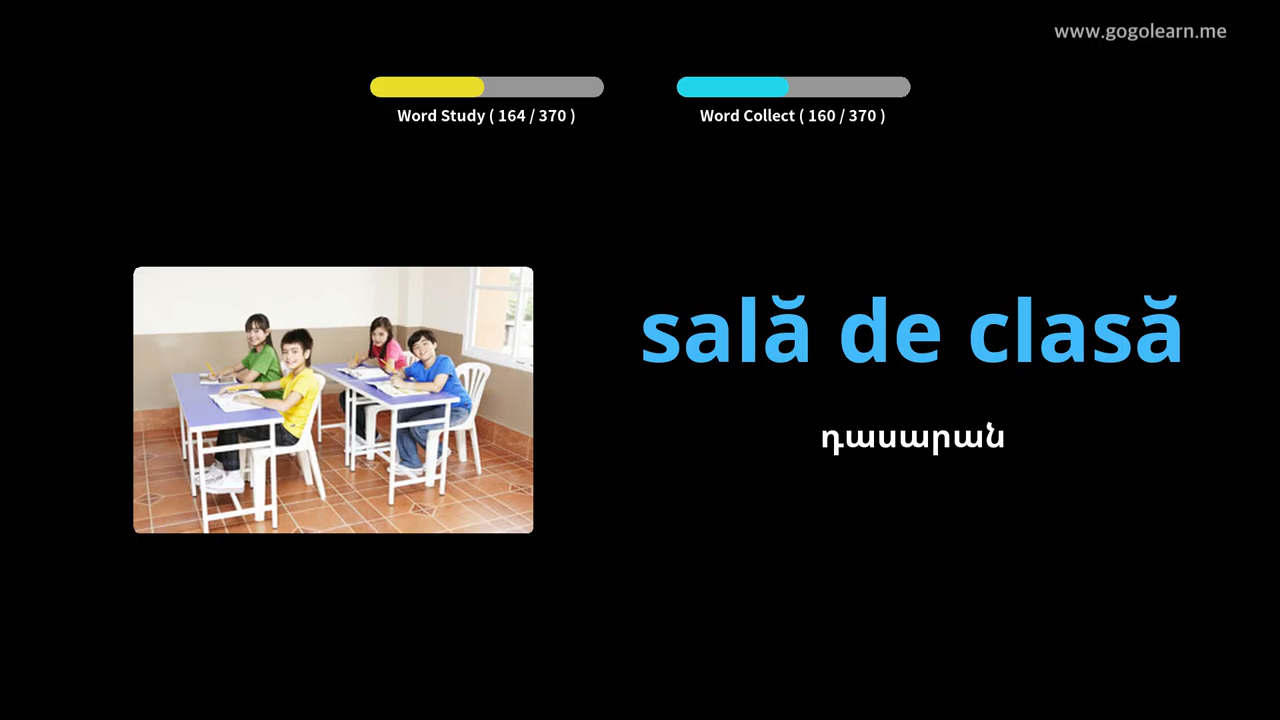 www.gogolearn.me
Word Study ( 164 / 370 )
Word Collect ( 160 / 370 )
sală de clasă
դասարան